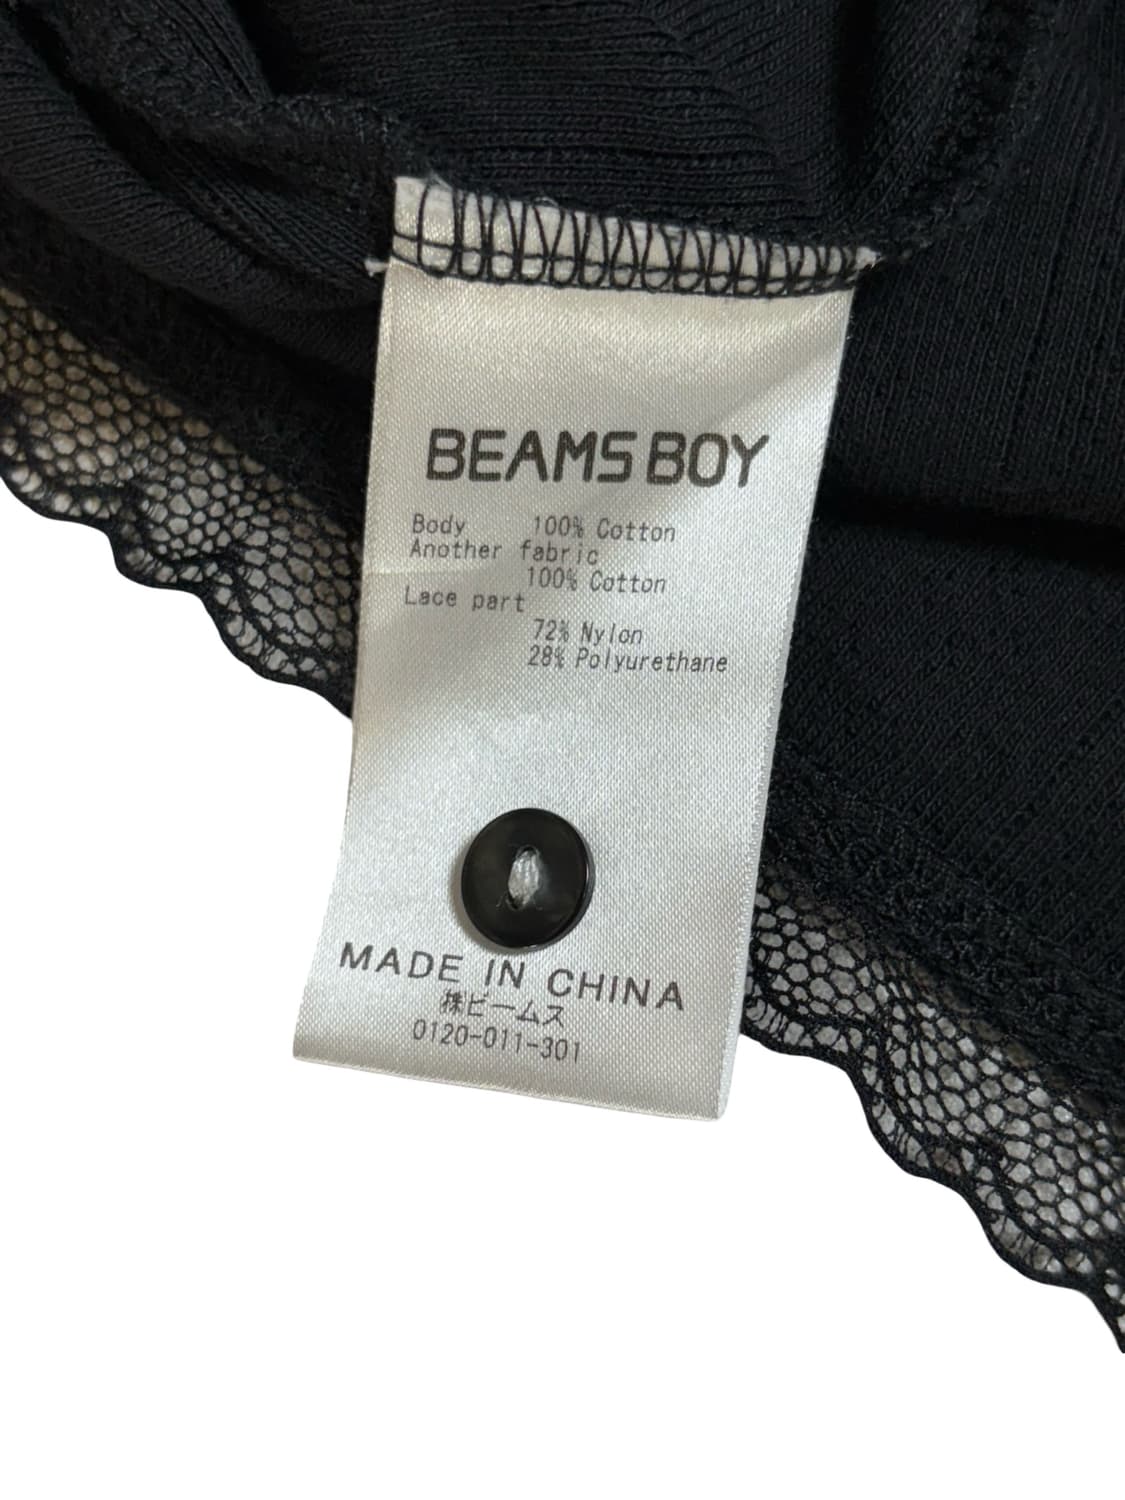 BEAMS BOY
Body 100% Cotton
Another fabric
100% Cotton
Lace part
72% Nylon
28% Polyurethane
MADE IN CHINA
㈱ビームス
0120-011-301